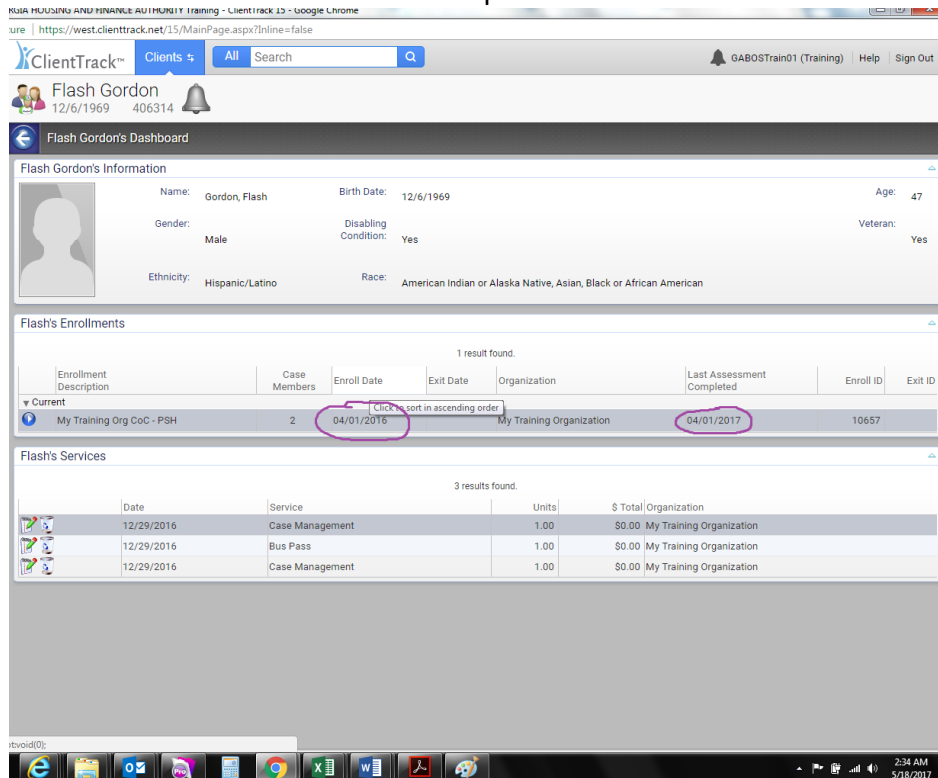 RGIA HOUSING AND FINANCE AUTHORITY Training - ClientTrack 15 - Google Chrome
ture | https://west.clienttrack.net/15/MainPage.aspx?Inline=false
ClientTrack™ Clients All Search GABOSTrain01 (Training) Help Sign Out
Flash Gordon
12/6/1969 406314
Flash Gordon's Dashboard
Flash Gordon's Information
Name: Gordon, Flash Birth Date: 12/6/1969 Age: 47
Gender: Male Disabling Condition: Yes Veteran: Yes
Ethnicity: Hispanic/Latino Race: American Indian or Alaska Native, Asian, Black or African American
Flash's Enrollments
1 result found.
Enrollment Description Case Members Enroll Date Exit Date Organization Last Assessment Completed Enroll ID Exit ID
Current
Click to sort in ascending order
My Training Org CoC - PSH 2 04/01/2016 My Training Organization 04/01/2017 10657
Flash's Services
3 results found.
Date Service Units $ Total Organization
12/29/2016 Case Management 1.00 $0.00 My Training Organization
12/29/2016 Bus Pass 1.00 $0.00 My Training Organization
12/29/2016 Case Management 1.00 $0.00 My Training Organization
pt:void(0);
2:34 AM
5/18/2017